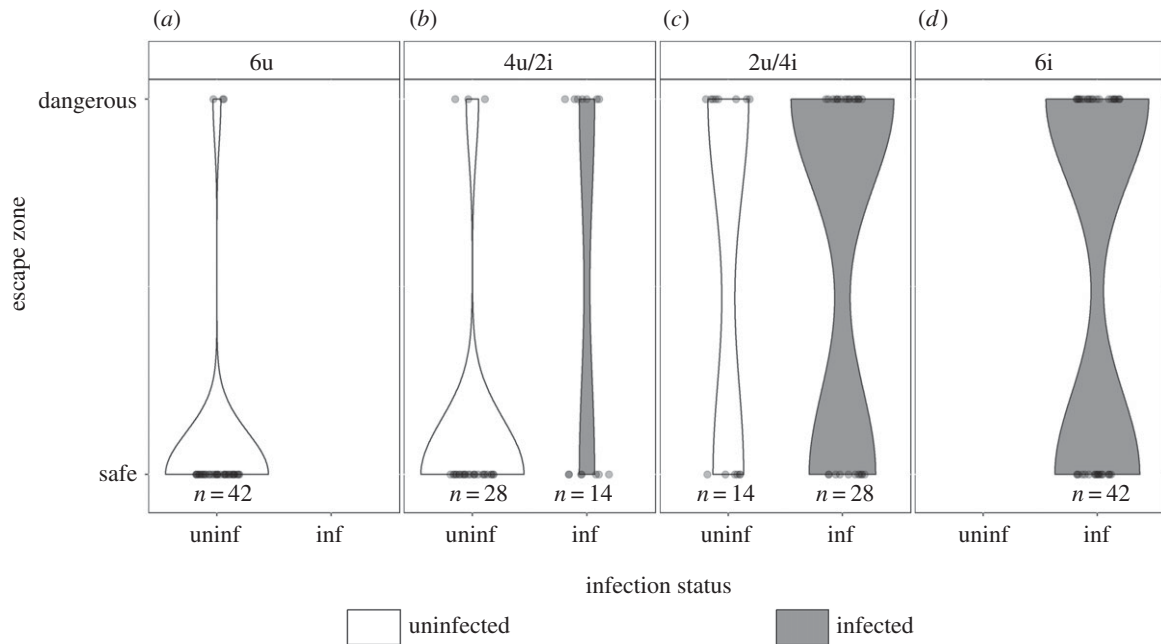 (a) (b) (c) (d)
6u 4u/2i 2u/4i 6i
dangerous
escape zone
safe
n = 42 n = 28 n = 14 n = 14 n = 28 n = 42
uninf inf uninf inf uninf inf uninf inf
infection status
uninfected infected